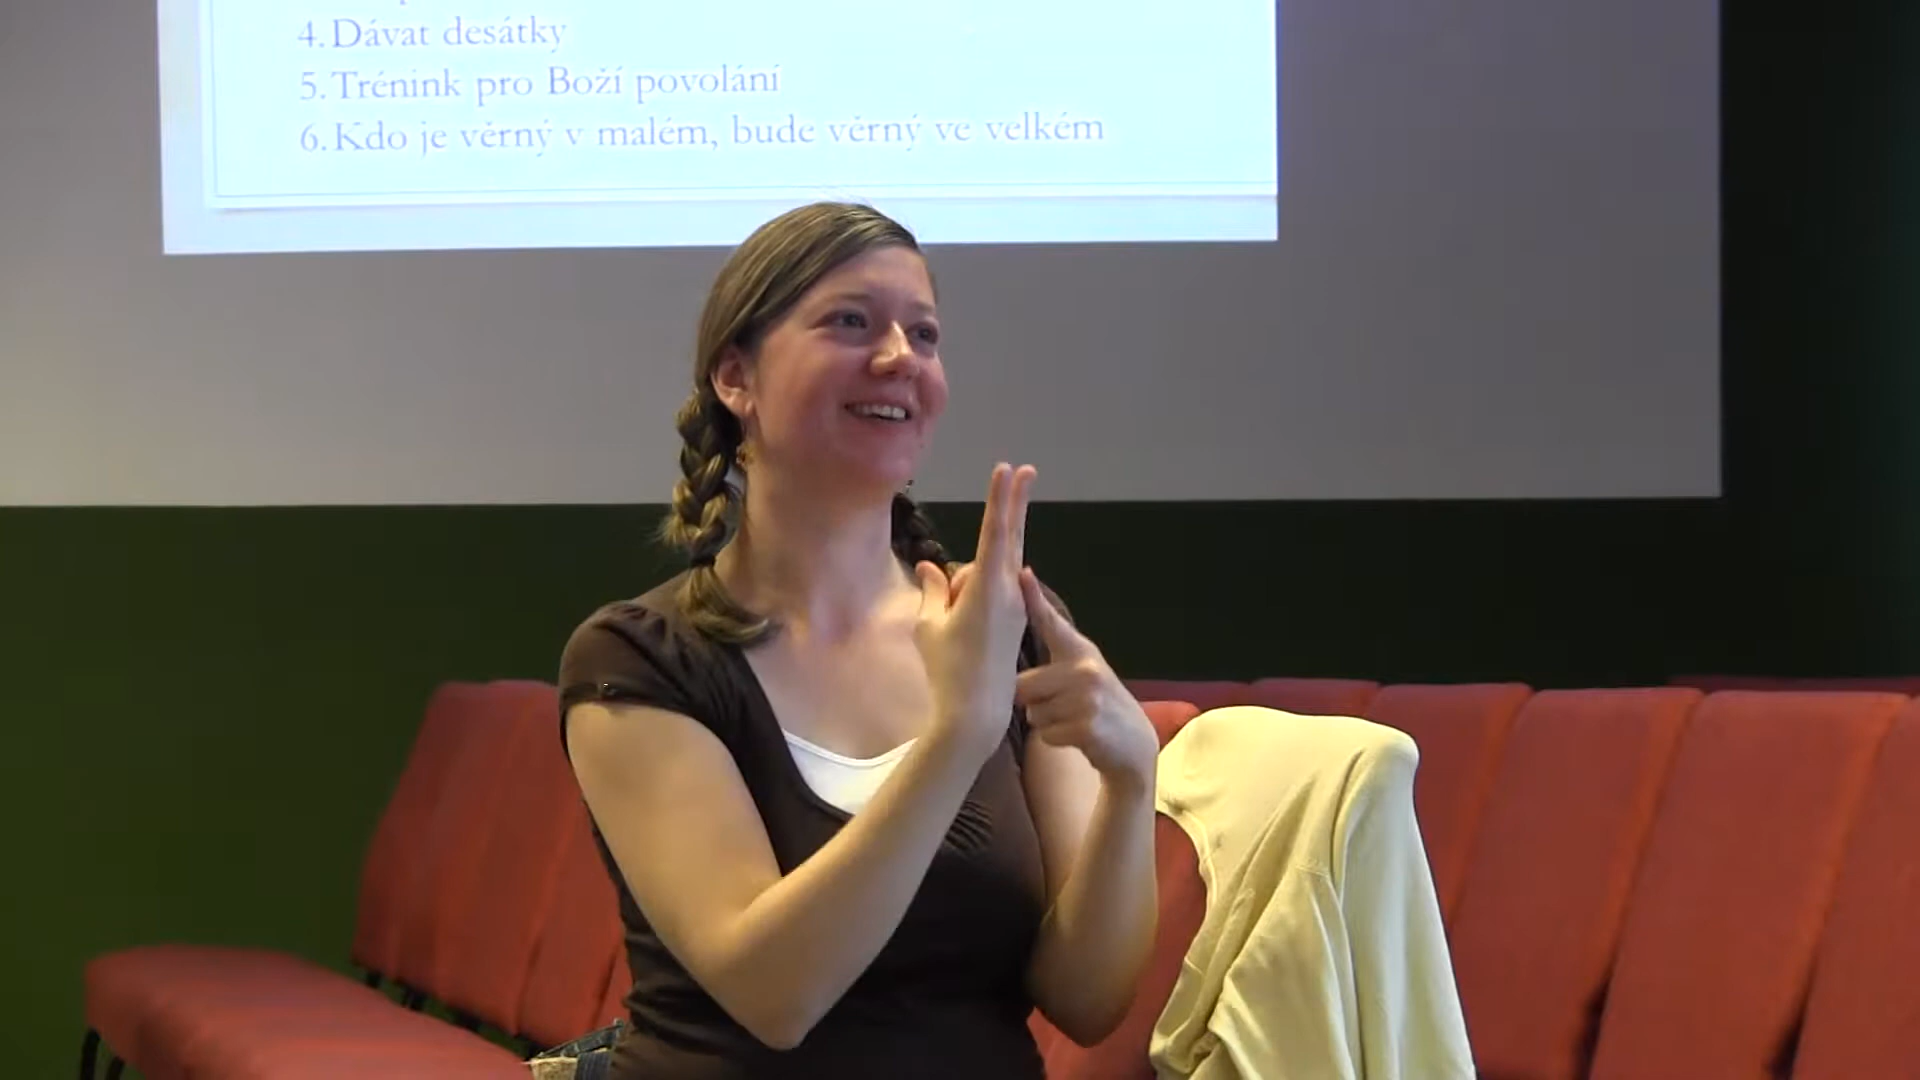 4. Dávat desátky
5. Trénink pro Boží povolání
6. Kdo je věrný v malém, bude věrný ve velkém